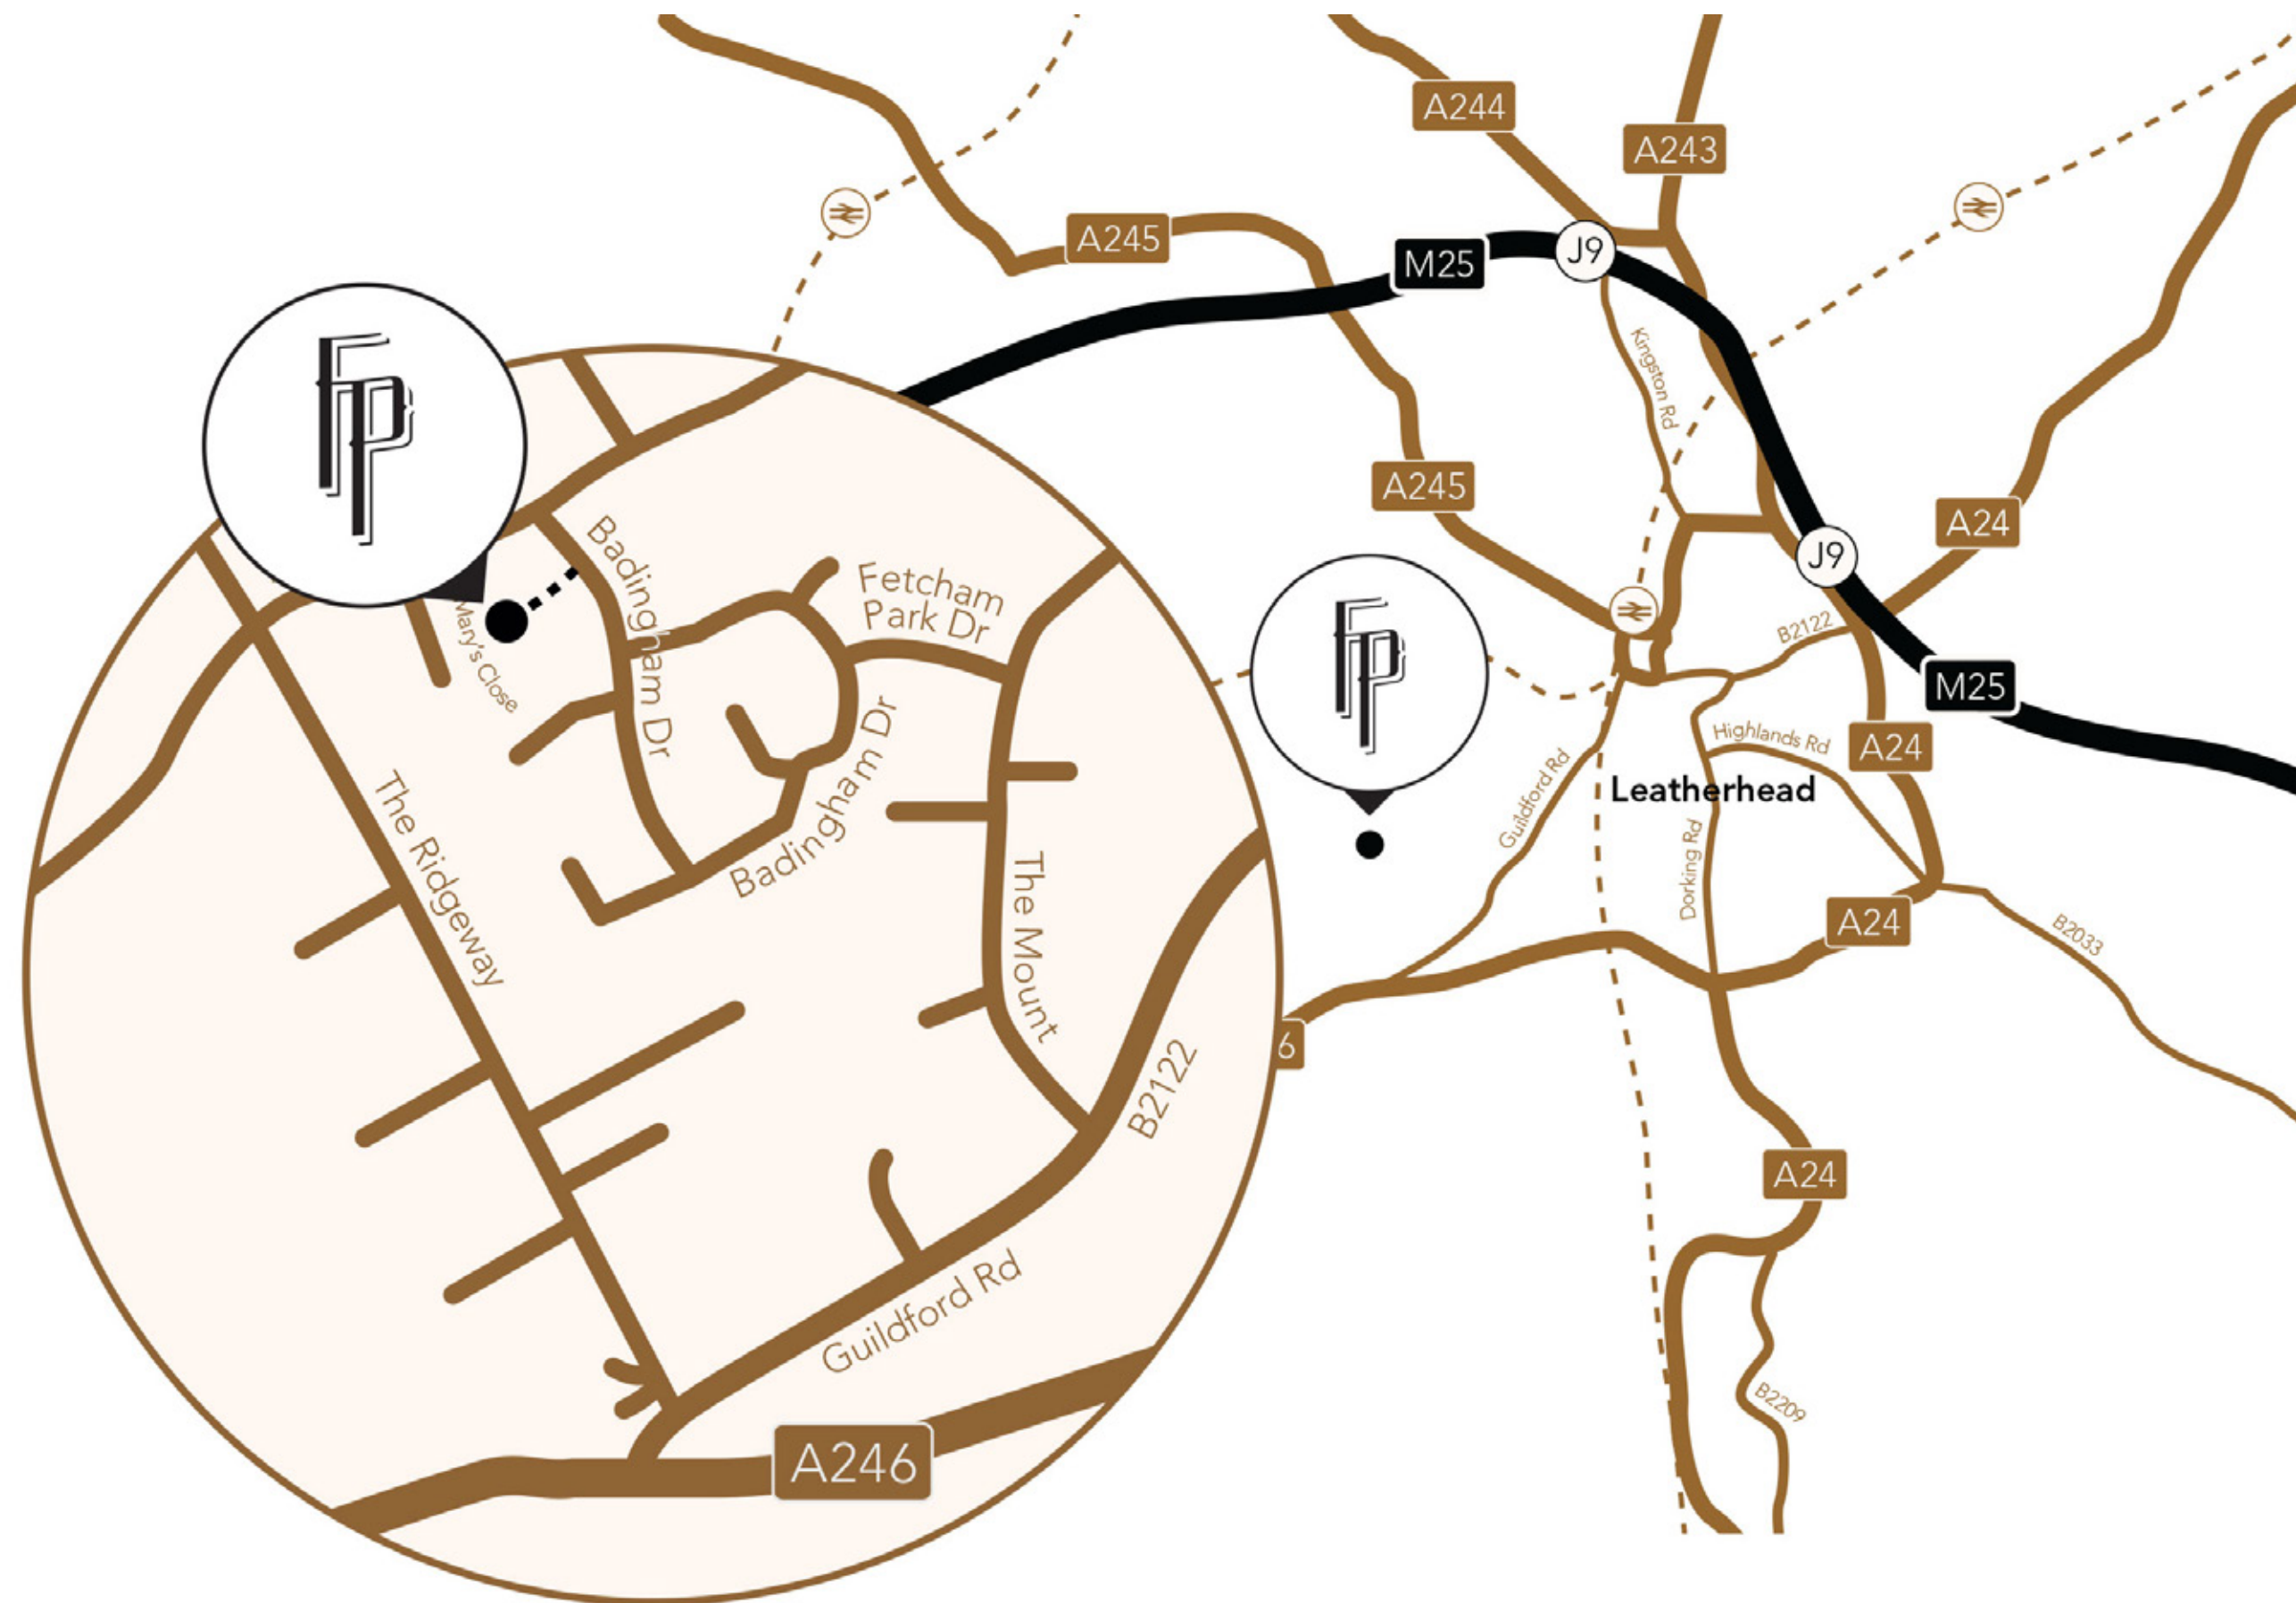 A244
A243
A245
M25
J9
FP
Kingston Rd
A245
A24
J9
Badingham Dr
Fetcham
Park Dr
Mary's Close
FP
B2122
M25
Highlands Rd
A24
Leatherhead
Guildford Rd
The Ridgeway
Badingham Dr
The Mount
Dorking Rd
A24
B2033
6
B2122
A24
Guildford Rd
B2209
A246